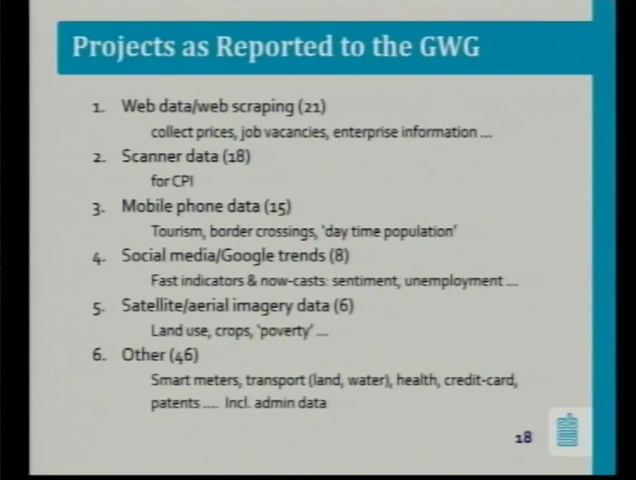 Projects as Reported to the GWG
1. Web data/web scraping (21)
collect prices, job vacancies, enterprise information ...
2. Scanner data (18)
for CPI
3. Mobile phone data (15)
Tourism, border crossings, 'day time population'
4. Social media/Google trends (8)
Fast indicators & now-casts: sentiment, unemployment ...
5. Satellite/aerial imagery data (6)
Land use, crops, 'poverty' ...
6. Other (46)
Smart meters, transport (land, water), health, credit-card,
patents .... Incl. admin data
18